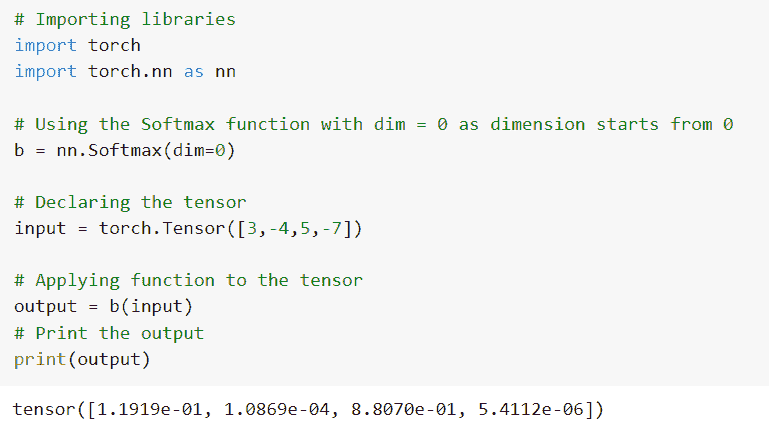 # Importing libraries
import torch
import torch.nn as nn
# Using the Softmax function with dim = 0 as dimension starts from 0
b = nn.Softmax(dim=0)
# Declaring the tensor
input = torch.Tensor([3,-4,5,-7])
# Applying function to the tensor
output = b(input)
# Print the output
print(output)
tensor([1.1919e-01, 1.0869e-04, 8.8070e-01, 5.4112e-06])